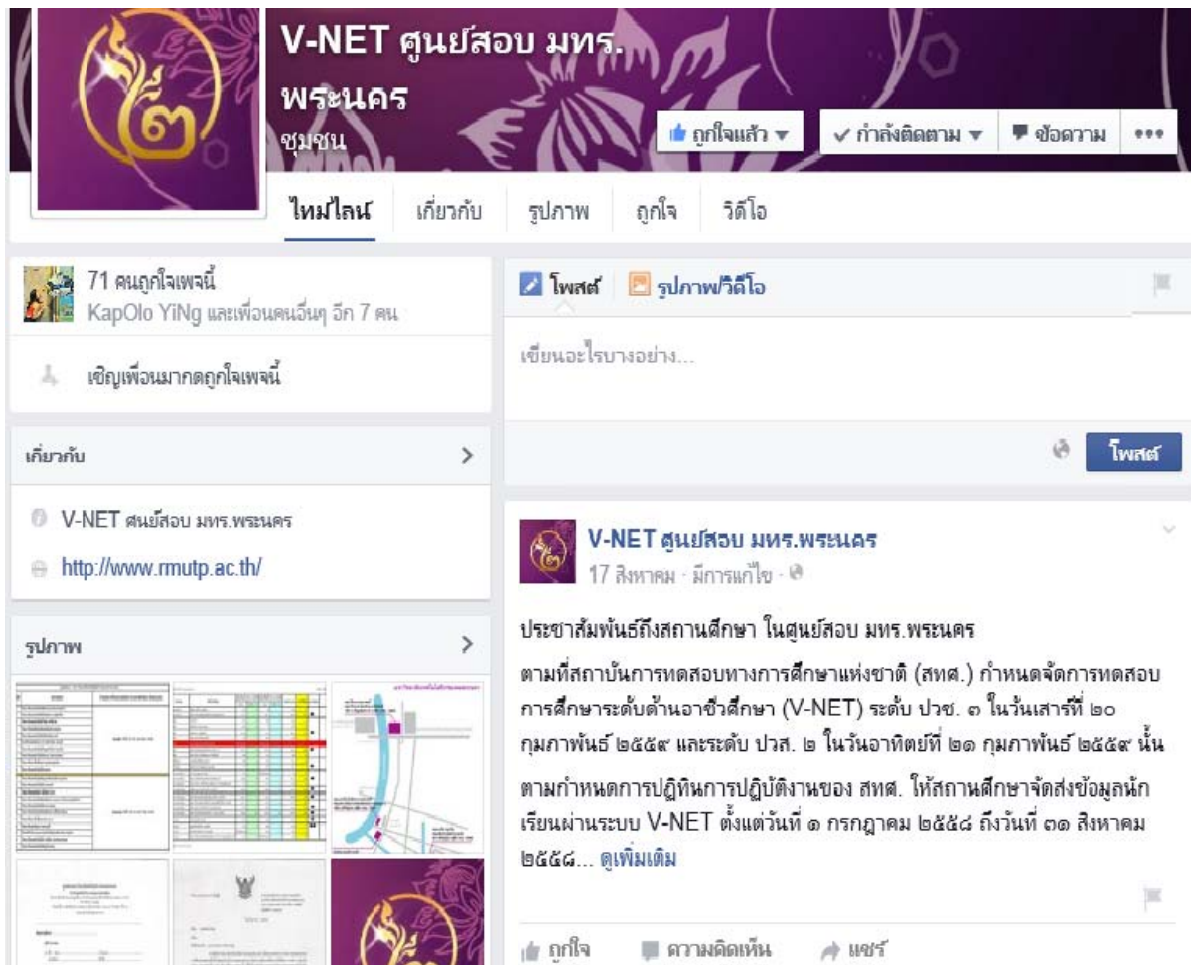 V-NET ศูนย์สอบ มทร.
พระนคร
ชุมชน
ถูกใจแล้ว
กำลังติดตาม
ข้อความ
ไทม์ไลน์ เกี่ยวกับ รูปภาพ ถูกใจ วิดีโอ
71 คนถูกใจเพจนี้
KapOlo YiNg และเพื่อนคนอื่นๆ อีก 7 คน
เชิญเพื่อนมากดถูกใจเพจนี้
เกี่ยวกับ
V-NET ศูนย์สอบ มทร.พระนคร
http://www.rmutp.ac.th/
รูปภาพ
โพสต์ รูปภาพ/วิดีโอ
เขียนอะไรบางอย่าง...
โพสต์
V-NET ศูนย์สอบ มทร.พระนคร
17 สิงหาคม · มีการแก้ไข ·
ประชาสัมพันธ์ถึงสถานศึกษา ในศูนย์สอบ มทร.พระนคร
ตามที่สถาบันการทดสอบทางการศึกษาแห่งชาติ (สทศ.) กำหนดจัดการทดสอบ
การศึกษาระดับด้านอาชีวศึกษา (V-NET) ระดับ ปวช. ๓ ในวันเสาร์ที่ ๒๐
กุมภาพันธ์ ๒๕๕๙ และระดับ ปวส. ๒ ในวันอาทิตย์ที่ ๒๑ กุมภาพันธ์ ๒๕๕๙ นั้น
ตามกำหนดการปฏิทินการปฏิบัติงานของ สทศ. ให้สถานศึกษาจัดส่งข้อมูลนัก
เรียนผ่านระบบ V-NET ตั้งแต่วันที่ ๑ กรกฎาคม ๒๕๕๘ ถึงวันที่ ๓๑ สิงหาคม
๒๕๕๘... ดูเพิ่มเติม
ถูกใจ ความคิดเห็น แชร์